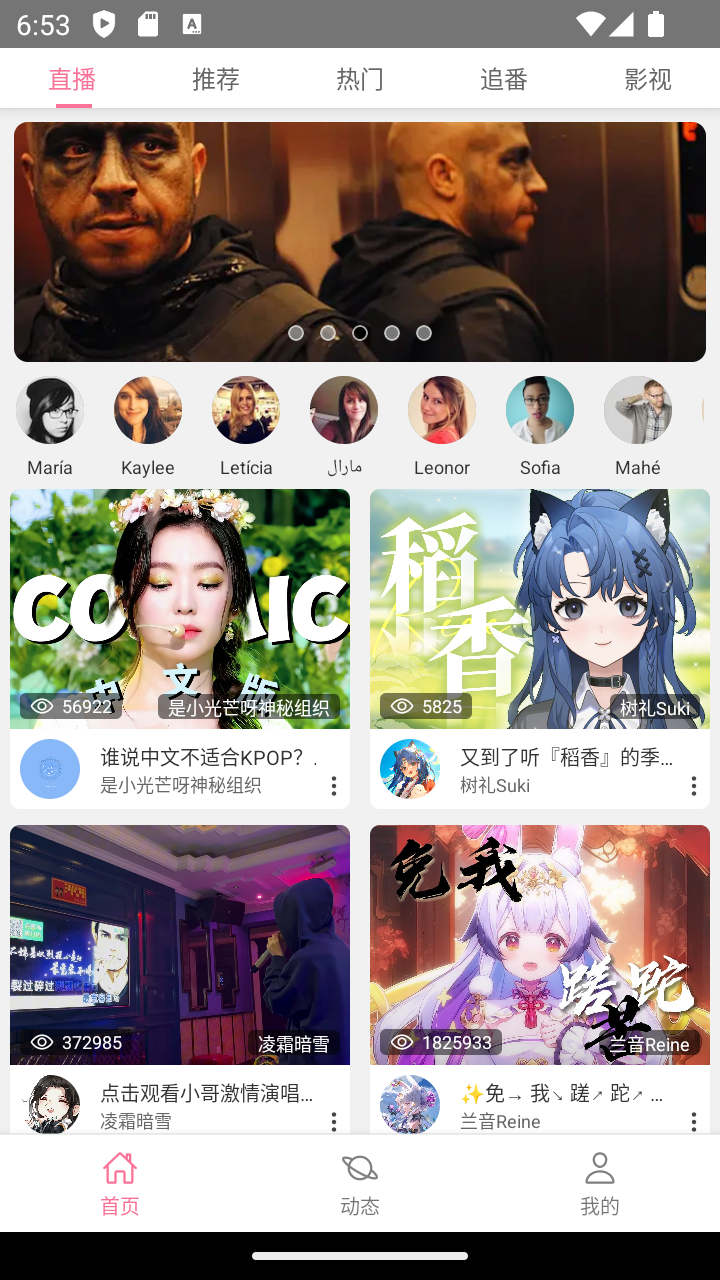 6:53
直播 推荐 热门 追番 影视
María Kaylee Letícia مارال Leonor Sofia Mahé
中文版
56922 是小光芒呀神秘组织
谁说中文不适合KPOP？.
是小光芒呀神秘组织
稻香
5825 树礼Suki
又到了听『稻香』的季...
树礼Suki
372985 凌霜暗雪
点击观看小哥激情演唱...
凌霜暗雪
免我
蹉跎
苦
1825933 兰音Reine
✨免→ 我↘ 蹉↗ 跎↗ ...
兰音Reine
首页 动态 我的